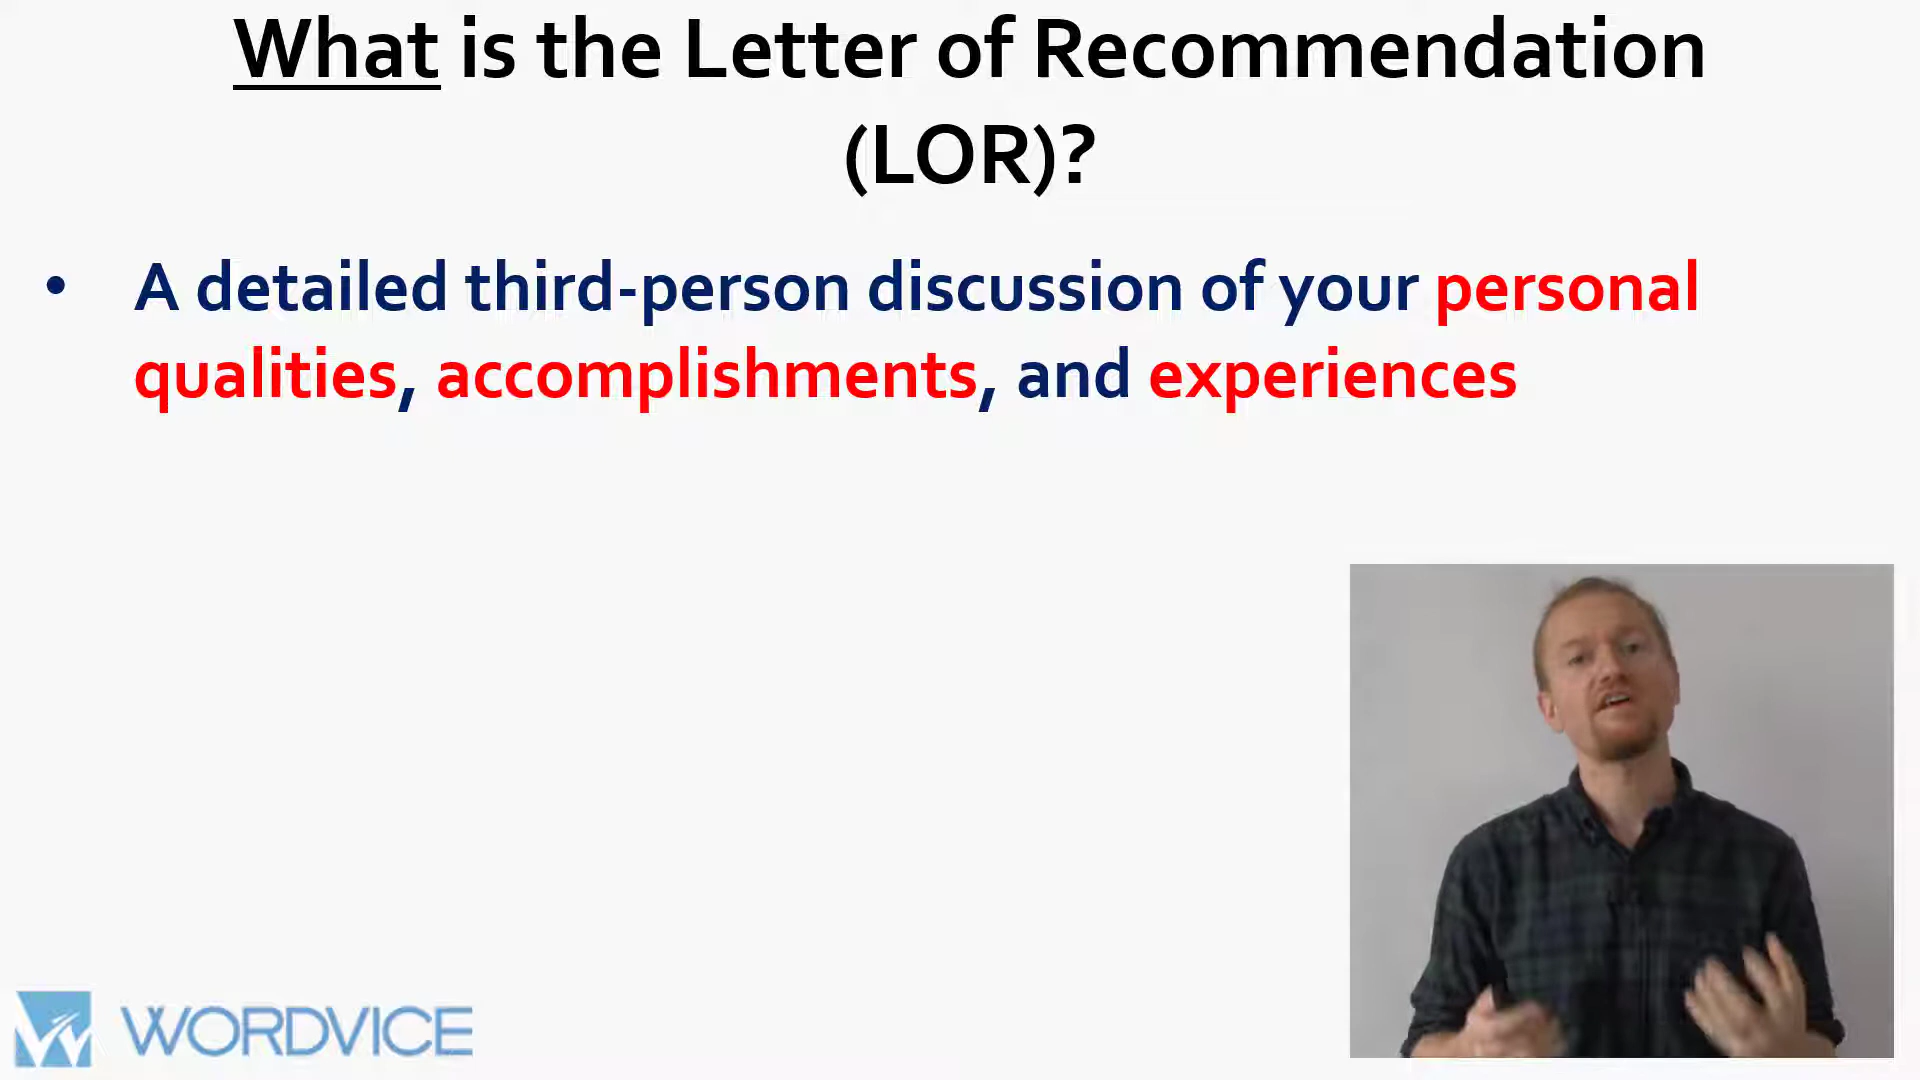 What is the Letter of Recommendation
(LOR)?
• A detailed third-person discussion of your personal
qualities, accomplishments, and experiences
WORDVICE